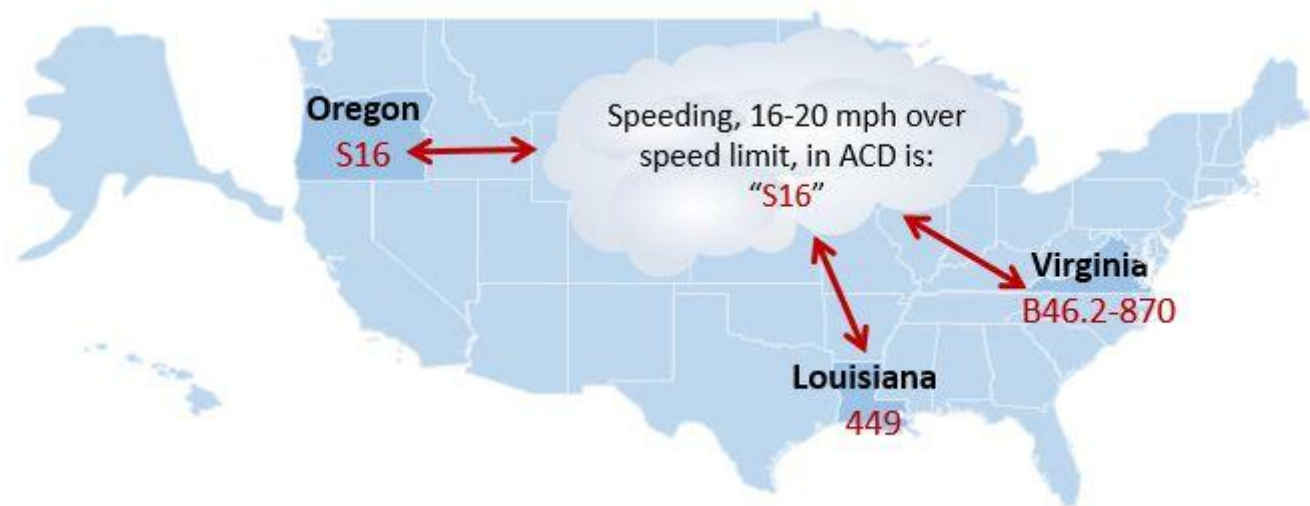 Oregon
S16
Speeding, 16-20 mph over
speed limit, in ACD is:
“S16”
Virginia
B46.2-870
Louisiana
449